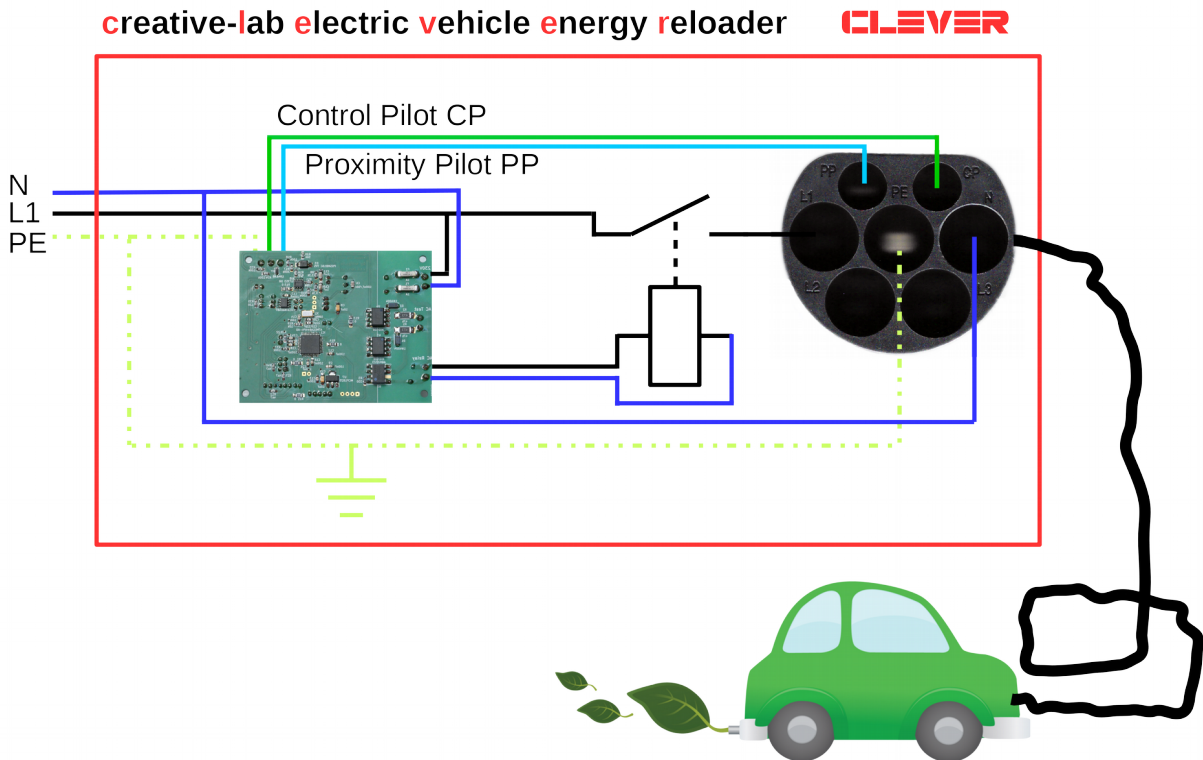 creative-lab electric vehicle energy reloader CLEVER
Control Pilot CP
Proximity Pilot PP
N
L1
PE
PP
CP
L1
PE
N
L2
L3